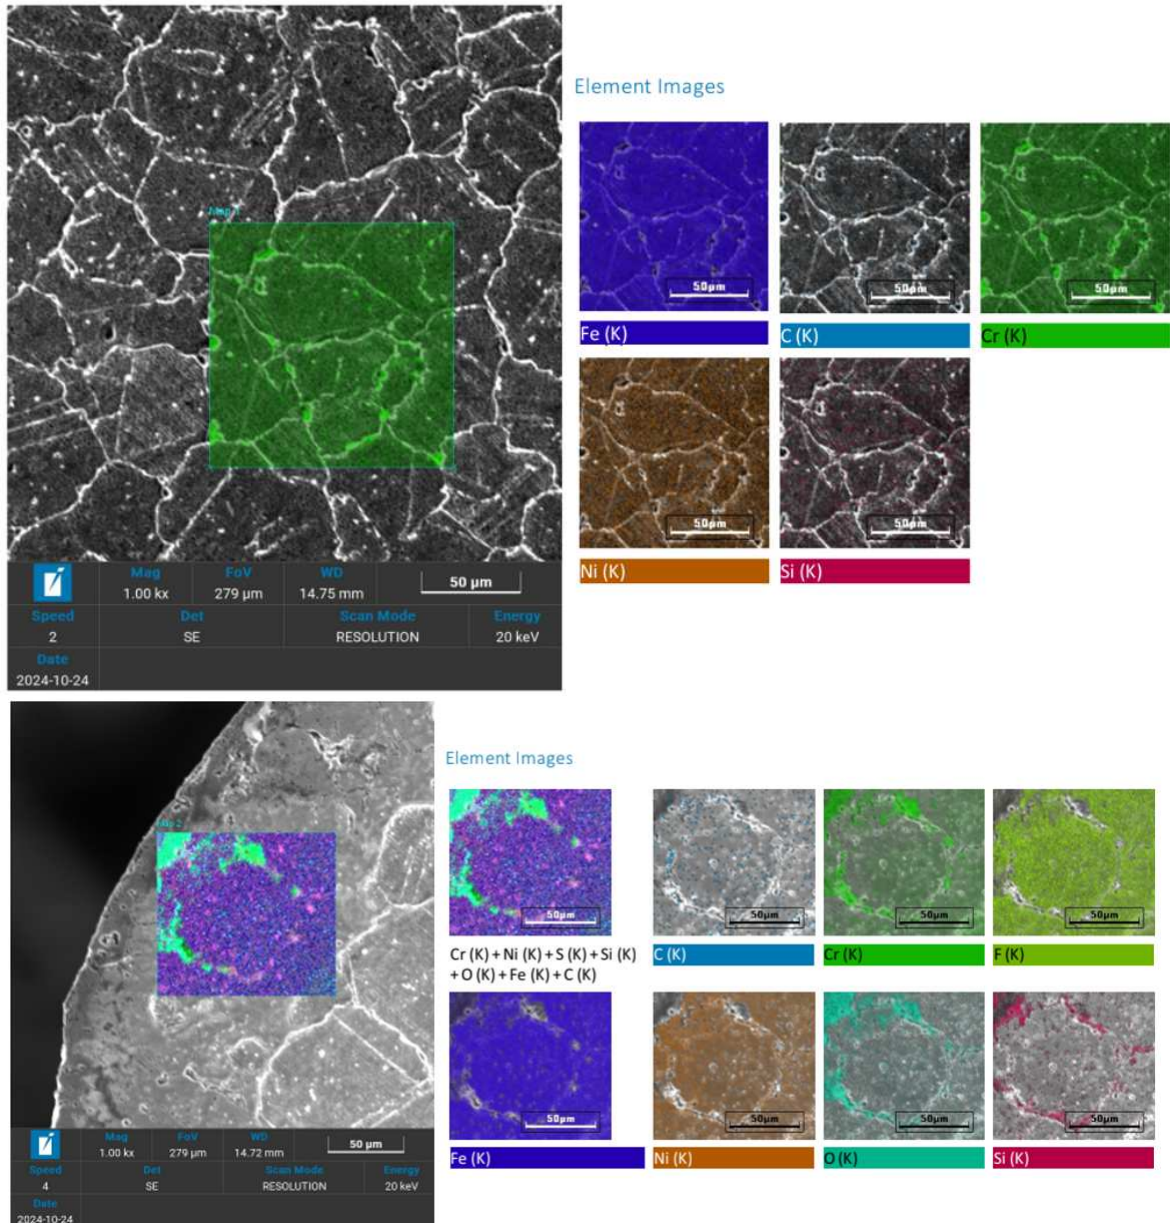 Element Images
Map 1
50µm
50µm
50µm
Fe (K)
C (K)
Cr (K)
50µm
50µm
Ni (K)
Si (K)
Mag
FoV
WD
50 µm
1.00 kx
279 µm
14.75 mm
Speed
Det
Scan Mode
Energy
2
SE
RESOLUTION
20 keV
Date
2024-10-24
Element Images
50µm
50µm
50µm
50µm
Cr (K) + Ni (K) + S (K) + Si (K)
+ O (K) + Fe (K) + C (K)
C (K)
Cr (K)
F (K)
50µm
50µm
50µm
50µm
Fe (K)
Ni (K)
O (K)
Si (K)
Mag
FoV
WD
50 µm
1.00 kx
279 µm
14.72 mm
Speed
Det
Scan Mode
Energy
4
SE
RESOLUTION
20 keV
Date
2024-10-24